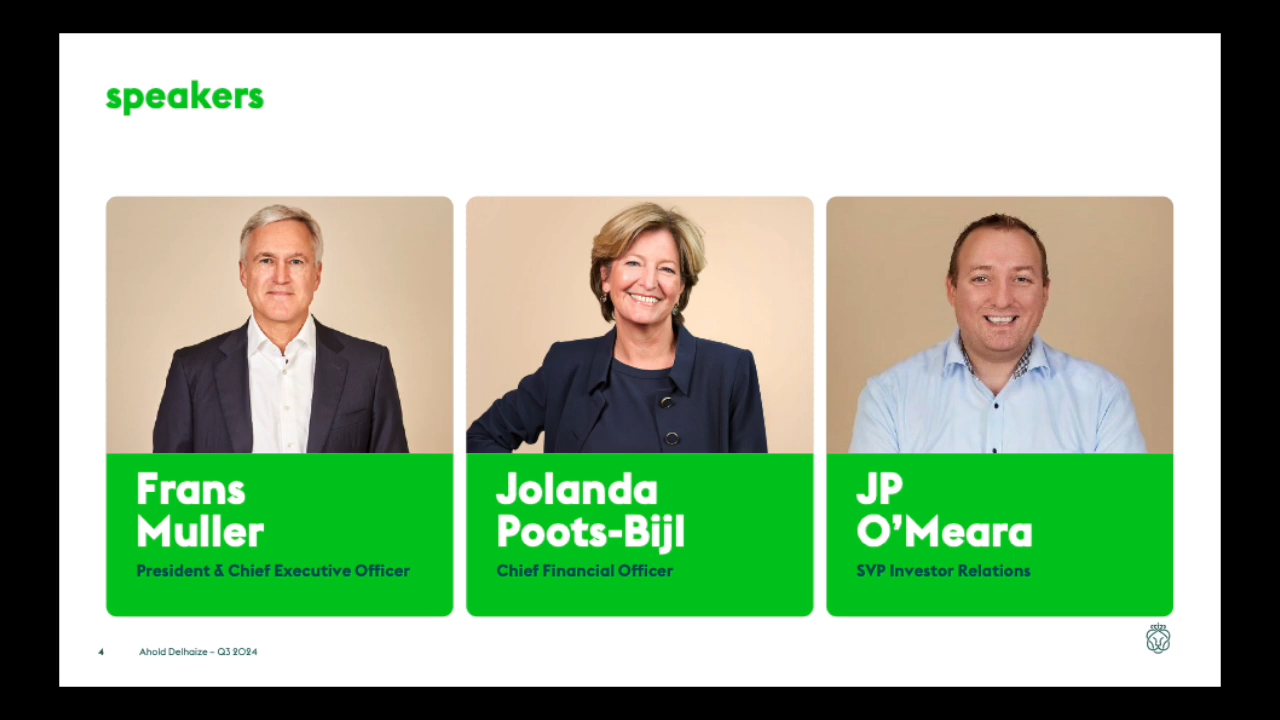 speakers
Frans
Muller
President & Chief Executive Officer
Jolanda
Poots-Bijl
Chief Financial Officer
JP
O’Meara
SVP Investor Relations
4
Ahold Delhaize – Q3 2024